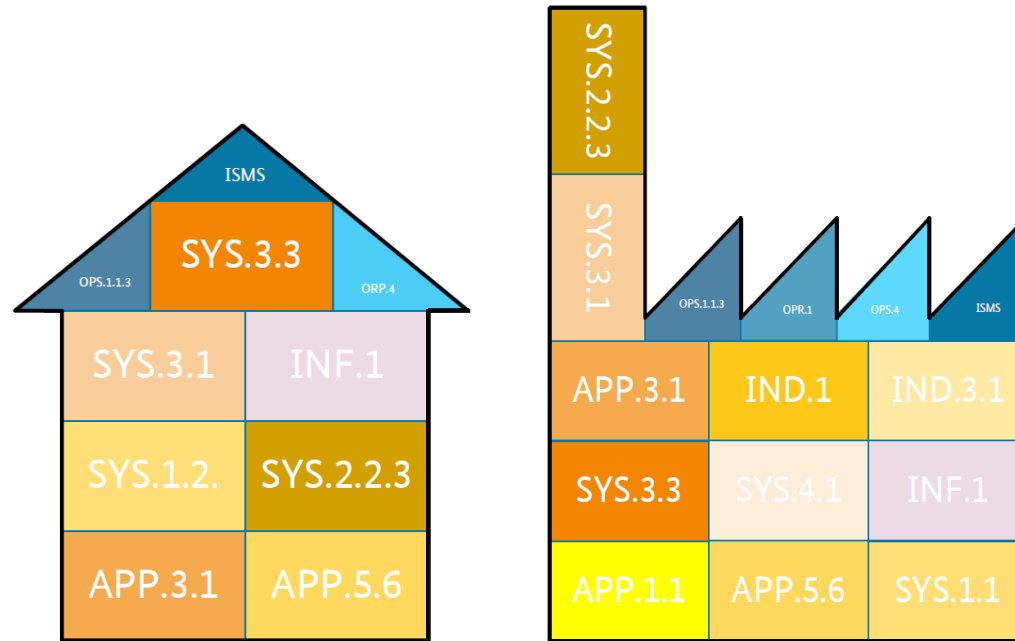 ISMS
OPS.1.1.3
SYS.3.3
ORP.4
SYS.3.1
INF.1
SYS.1.2.
SYS.2.2.3
APP.3.1
APP.5.6
SYS.2.2.3
SYS.3.1
OPS.1.1.3
OPR.1
OPS.4
ISMS
APP.3.1
IND.1
IND.3.1
SYS.3.3
SYS.4.1
INF.1
APP.1.1
APP.5.6
SYS.1.1